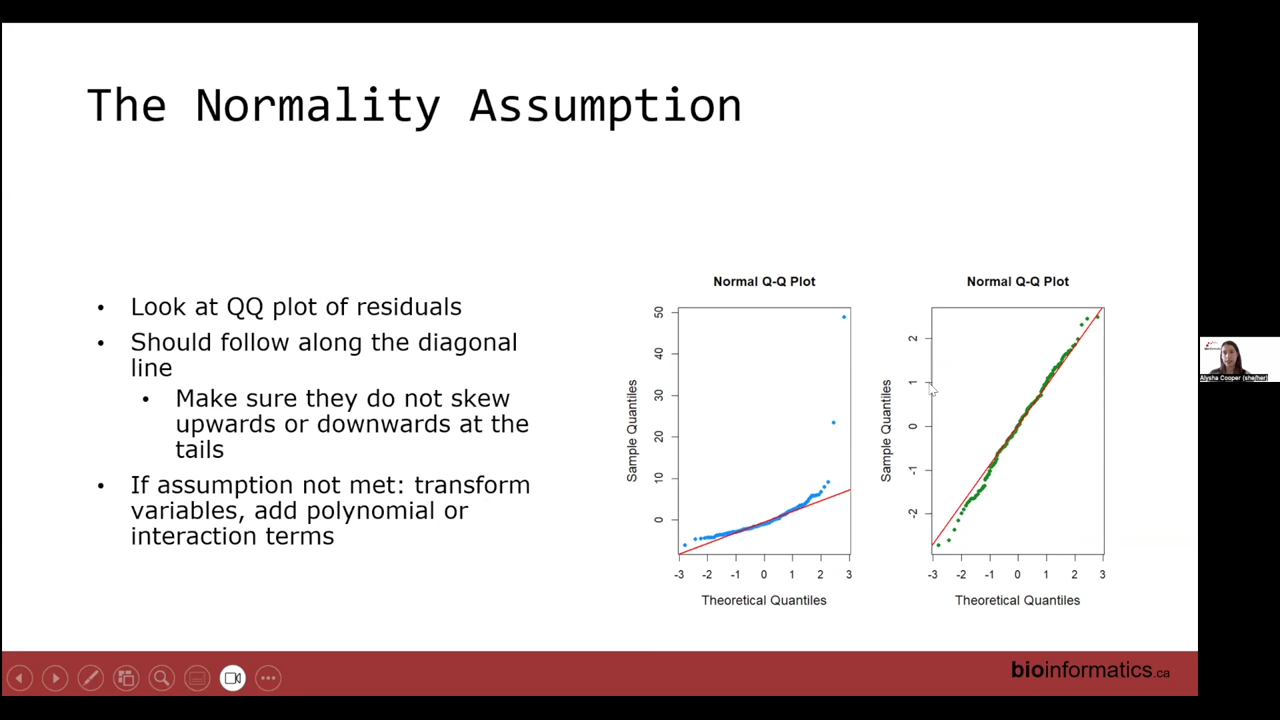 The Normality Assumption
• Look at QQ plot of residuals
• Should follow along the diagonal
line
• Make sure they do not skew
upwards or downwards at the
tails
• If assumption not met: transform
variables, add polynomial or
interaction terms
Normal Q-Q Plot
Sample Quantiles
50
40
30
20
10
0
-3 -2 -1 0 1 2 3
Theoretical Quantiles
Normal Q-Q Plot
Sample Quantiles
2
1
0
-1
-2
-3 -2 -1 0 1 2 3
Theoretical Quantiles
Alysha Cooper (she/her)
bioinformatics.ca